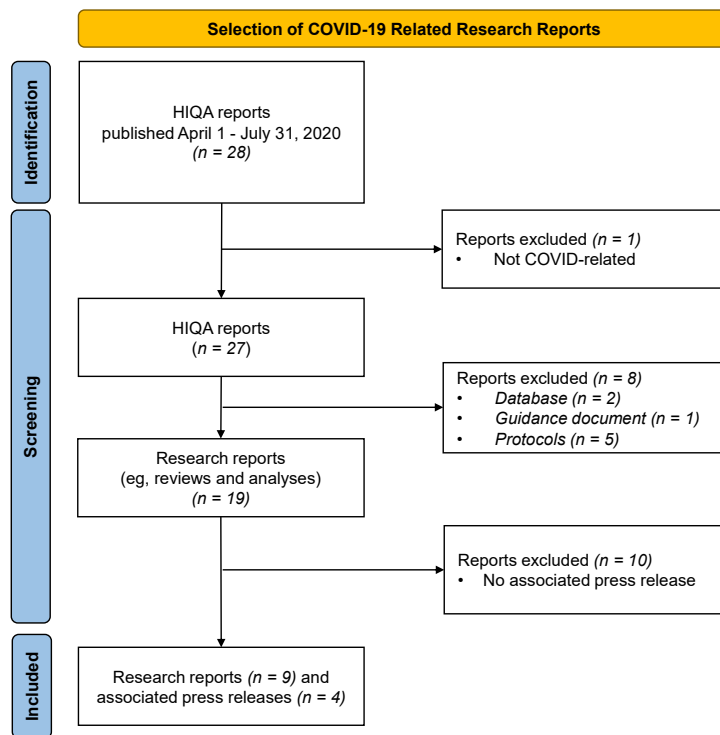 Selection of COVID-19 Related Research Reports
Identification
HIQA reports
published April 1 - July 31, 2020
(n = 28)
Screening
Reports excluded (n = 1)
• Not COVID-related
HIQA reports
(n = 27)
Reports excluded (n = 8)
• Database (n = 2)
• Guidance document (n = 1)
• Protocols (n = 5)
Research reports
(eg, reviews and analyses)
(n = 19)
Reports excluded (n = 10)
• No associated press release
Included
Research reports (n = 9) and
associated press releases (n = 4)